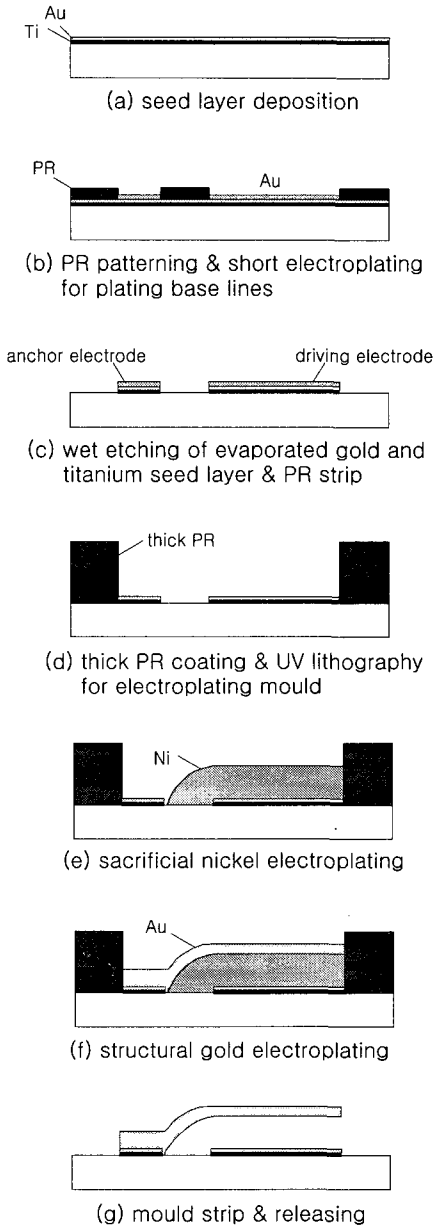 Au
Ti
(a) seed layer deposition
PR
Au
(b) PR patterning & short electroplating
for plating base lines
anchor electrode
driving electrode
(c) wet etching of evaporated gold and
titanium seed layer & PR strip
thick PR
(d) thick PR coating & UV lithography
for electroplating mould
Ni
(e) sacrificial nickel electroplating
Au
(f) structural gold electroplating
(g) mould strip & releasing